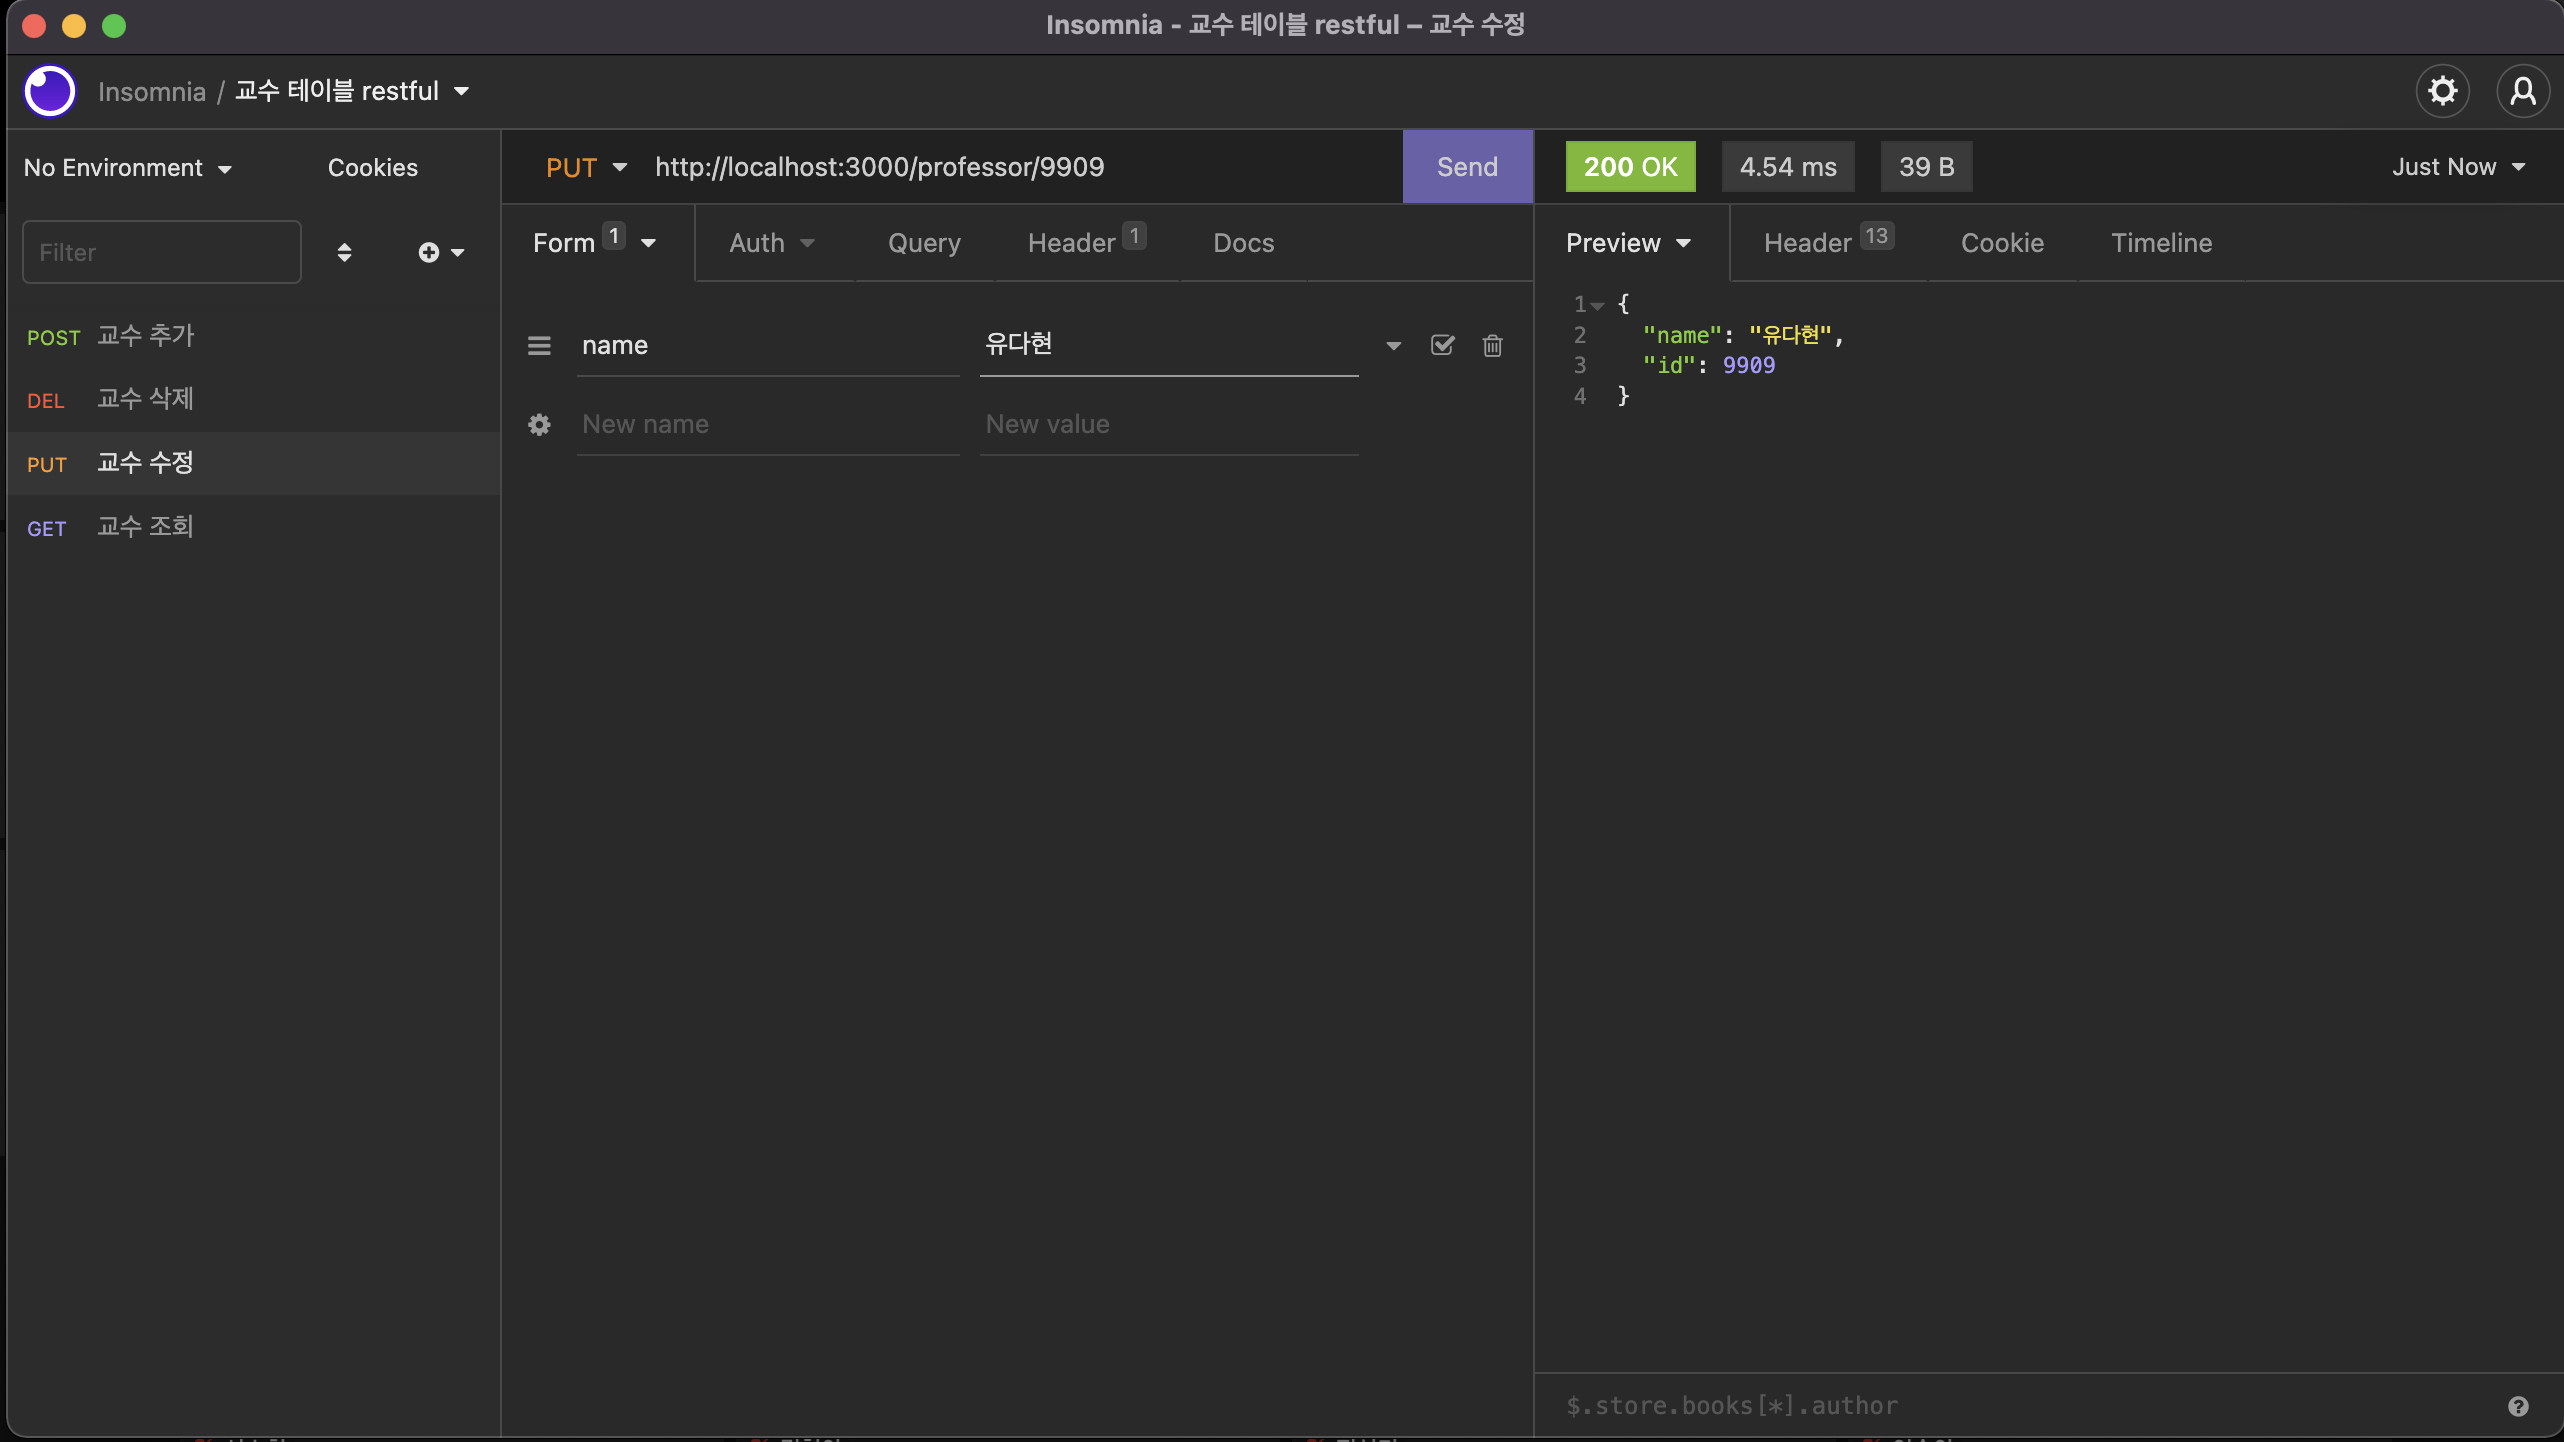 Insomnia - 교수 테이블 restful – 교수 수정
Insomnia / 교수 테이블 restful
No Environment Cookies
PUT http://localhost:3000/professor/9909 Send
200 OK 4.54 ms 39 B Just Now
Filter
Form 1 Auth Query Header 1 Docs
Preview Header 13 Cookie Timeline
POST 교수 추가
DEL 교수 삭제
PUT 교수 수정
GET 교수 조회
name 유다현
New name New value
1 {
2 "name": "유다현",
3 "id": 9909
4 }
$.store.books[*].author